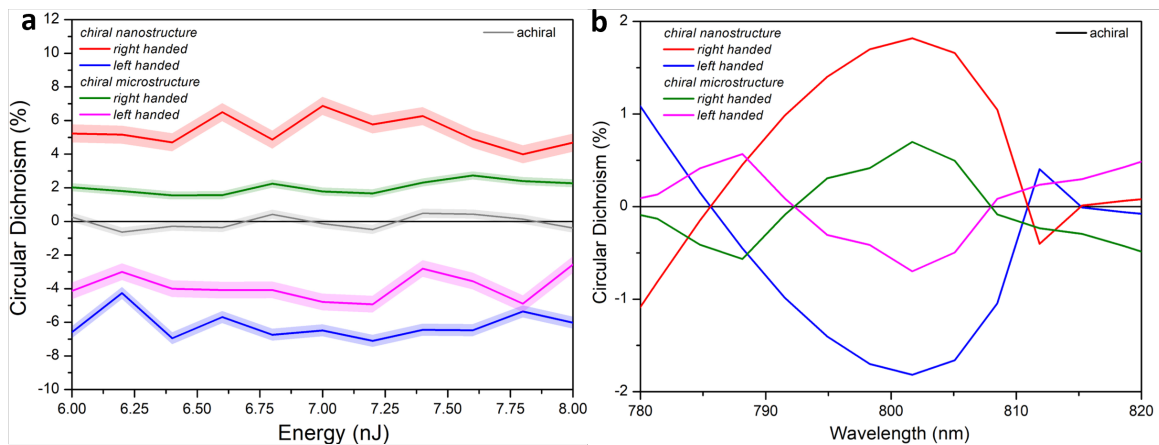 a
chiral nanostructure
right handed
left handed
chiral microstructure
right handed
left handed
achiral
12
10
8
6
4
2
0
-2
-4
-6
-8
-10
Circular Dichroism (%)
6.00 6.25 6.50 6.75 7.00 7.25 7.50 7.75 8.00
Energy (nJ)
b
chiral nanostructure
right handed
left handed
chiral microstructure
right handed
left handed
achiral
2
1
0
-1
-2
Circular Dichroism (%)
780 790 800 810 820
Wavelength (nm)